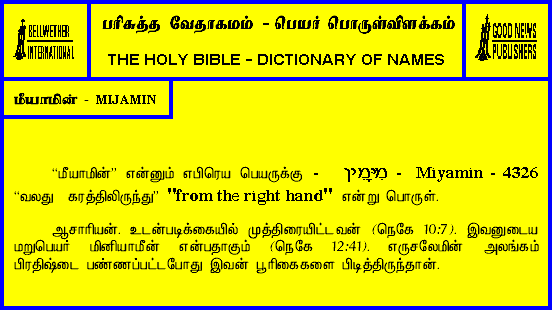 BELLWETHER
INTERNATIONAL
பரிசுத்த வேதாகமம் - பெயர் பொருள்விளக்கம்
THE HOLY BIBLE - DICTIONARY OF NAMES
GOOD NEWS
PUBLISHERS
மீயாமின் - MIJAMIN
“மீயாமின்” என்னும் எபிரெய பெயருக்கு - מִיָּמִין - Miyamin - 4326
“வலது கரத்திலிருந்து” "from the right hand" என்று பொருள்.
ஆசாரியன். உடன்படிக்கையில் முத்திரையிட்டவன் (நெகே 10:7). இவனுடைய
மறுபெயர் மினியாமீன் என்பதாகும் (நெகே 12:41). எருசலேமின் அலங்கம்
பிரதிஷ்டை பண்ணப்பட்டபோது இவன் பூரிகைகளை பிடித்திருந்தான்.